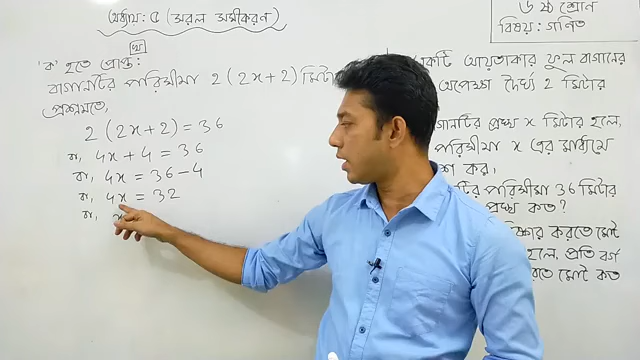 অধ্যায়: ৫ (সরল সমীকরণ)
৬ষ্ঠ শ্রেণি
বিষয়: গণিত
খ
'ক' হতে প্রাপ্ত:
বাগানটির পরিসীমা 2(2x+2) মিটার
প্রশ্নমতে,
2(2x+2) = 36
বা, 4x + 4 = 36
বা, 4x = 36 - 4
বা, 4x = 32
বা, x
একটি আয়তাকার ফুল বাগানের
অপেক্ষা দৈর্ঘ্য 2 মিটার
প্রস্থ x মিটার হলে,
পরিসীমা x এর মাধ্যমে
কর,
পরিসীমা 36 মিটার
প্রস্থ কত?
করতে মোট
হলে, প্রতি বর্গ
মোট কত